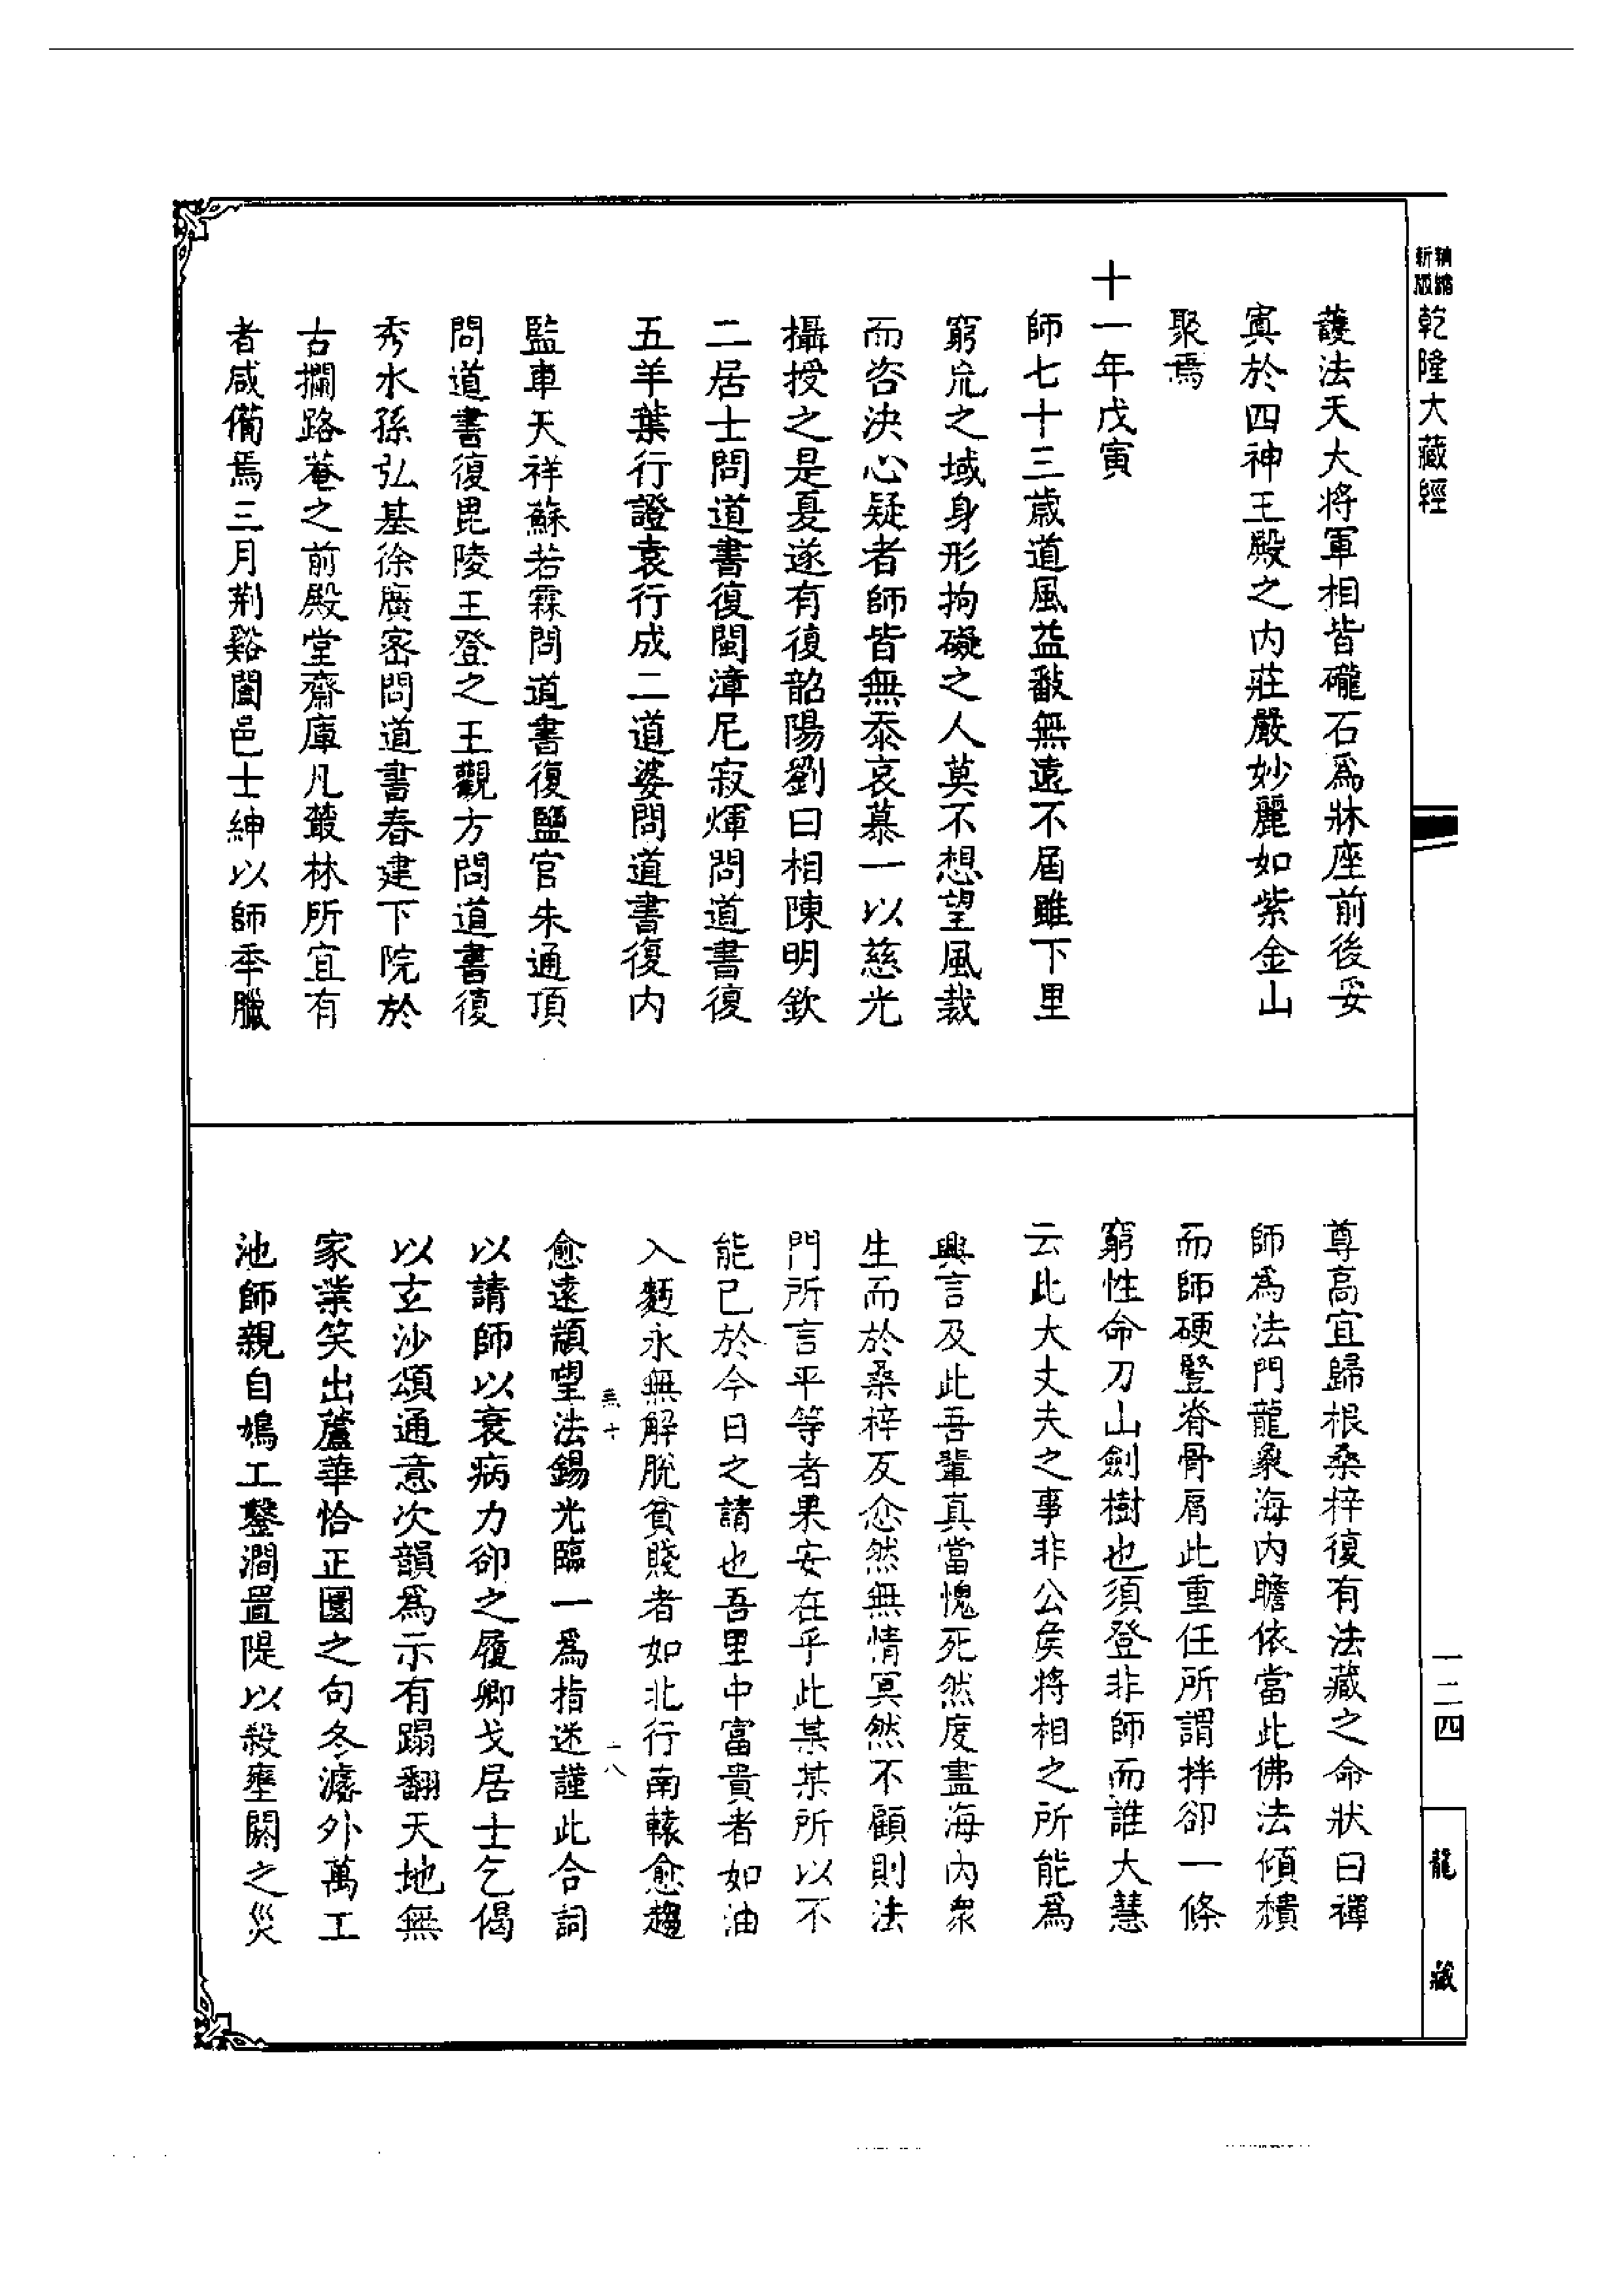 精縮新版乾隆大藏經
護法天大將軍相皆礲石爲牀座前後妥
寘於四神王殿之內莊嚴妙麗如紫金山
聚焉
十一年戊寅
師七十三歲道風益敽無遠不屆雖下里
窮荒之域身形拘礙之人莫不想望風裁
而咨決心疑者師皆無忝哀慕一以慈光
攝授之是夏遂有復韶陽劉曰相陳明欽
二居士問道書復閩漳尼寂煇問道書復
五羊葉行證袁行成二道婆問道書復內
監車天祥蘇若霖問道書復鹽官朱通頂
問道書復毘陵王登之王觀方問道書復
秀水孫弘基徐廣密問道書春建下院於
古攔路菴之前殿堂齋庫凡叢林所宜有
者咸備焉三月荆谿闔邑士紳以師年臘
尊高宜歸根桑梓復有法藏之命狀曰禪
師爲法門龍象海內瞻依當此佛法傾穨
而師硬豎脊骨肩此重任所謂拌卻一條
窮性命刀山劍樹也須登非師而誰大慧
云此大丈夫之事非公矦將相之所能爲
興言及此吾輩真當愧死然度盡海內衆
生而於桑梓反恝然無情冥然不顧則法
門所言平等者果安在乎此某某所以不
能已於今日之請也吾里中富貴者如油
入麪永無解脫貧賤者如北行南轅愈趨
愈遠顒望法錫光臨一爲指迷謹此合詞
以請師以衰病力卻之履卿戈居士乞偈
以玄沙頌通意次韻爲示有蹋翻天地無
家業笑出蘆華恰正圓之句冬濬外萬工
池師親自鳩工鑿澗置隄以殺壅閼之災
一二四
龍藏